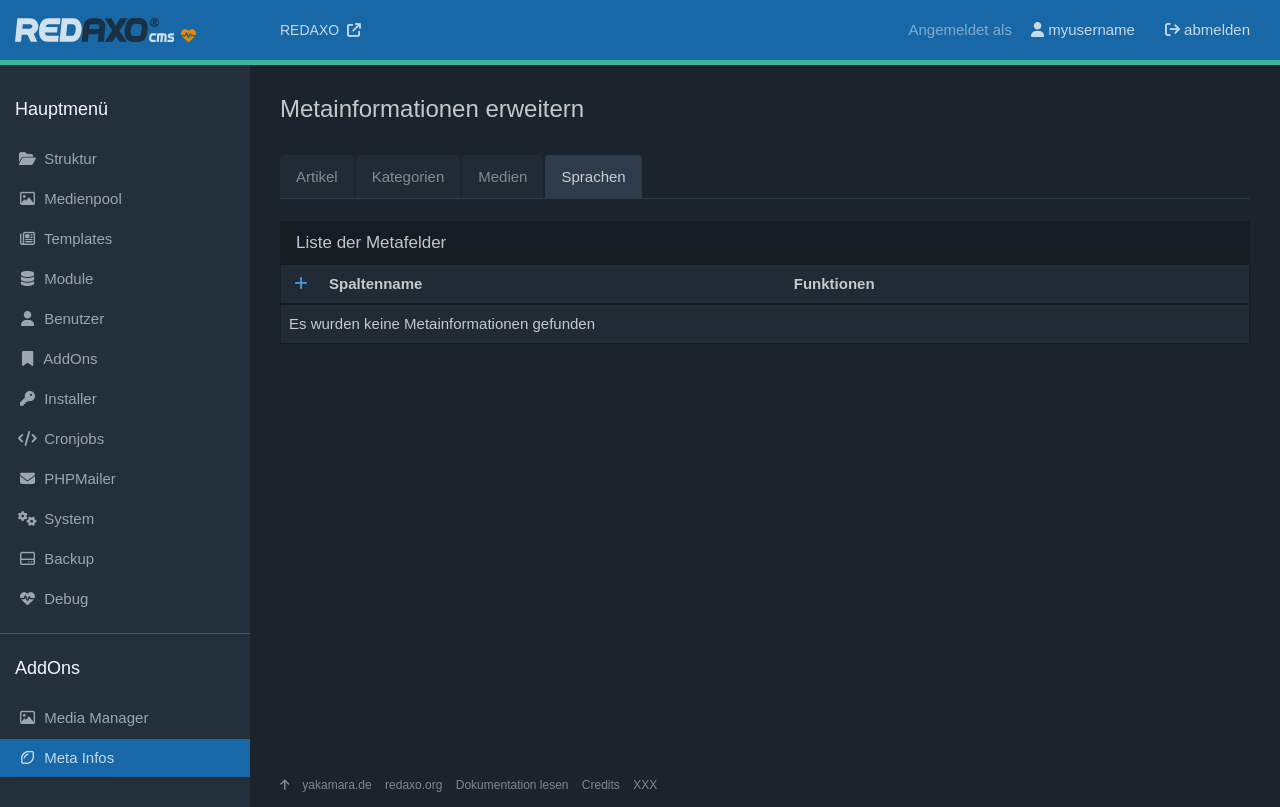 REDAXO® cms
REDAXO
Angemeldet als myusername abmelden
Hauptmenü
Struktur
Medienpool
Templates
Module
Benutzer
AddOns
Installer
Cronjobs
PHPMailer
System
Backup
Debug
AddOns
Media Manager
Meta Infos
Metainformationen erweitern
Artikel Kategorien Medien Sprachen
Liste der Metafelder
Spaltenname Funktionen
Es wurden keine Metainformationen gefunden
yakamara.de redaxo.org Dokumentation lesen Credits XXX